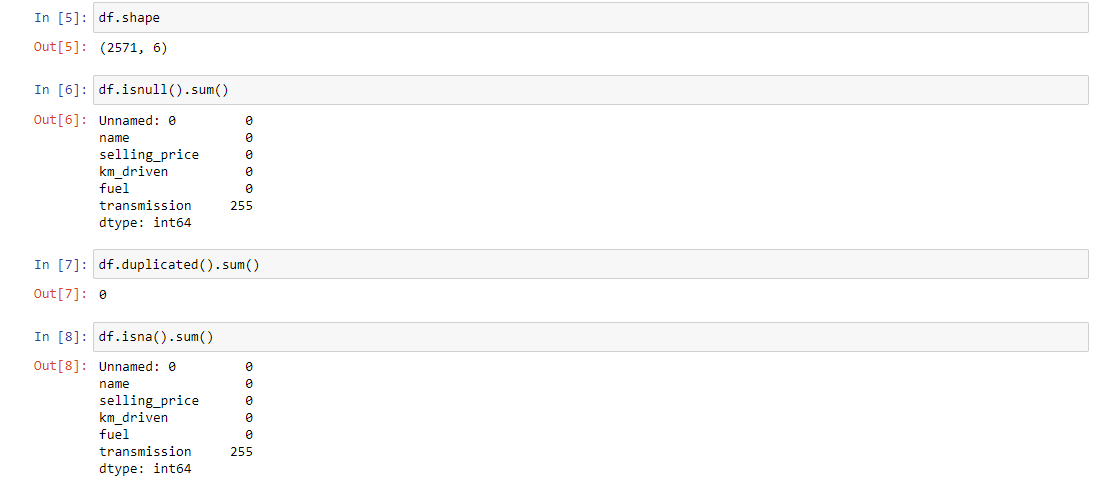 In [5]: df.shape
Out[5]: (2571, 6)
In [6]: df.isnull().sum()
Out[6]: Unnamed: 0 0
name 0
selling_price 0
km_driven 0
fuel 0
transmission 255
dtype: int64
In [7]: df.duplicated().sum()
Out[7]: 0
In [8]: df.isna().sum()
Out[8]: Unnamed: 0 0
name 0
selling_price 0
km_driven 0
fuel 0
transmission 255
dtype: int64